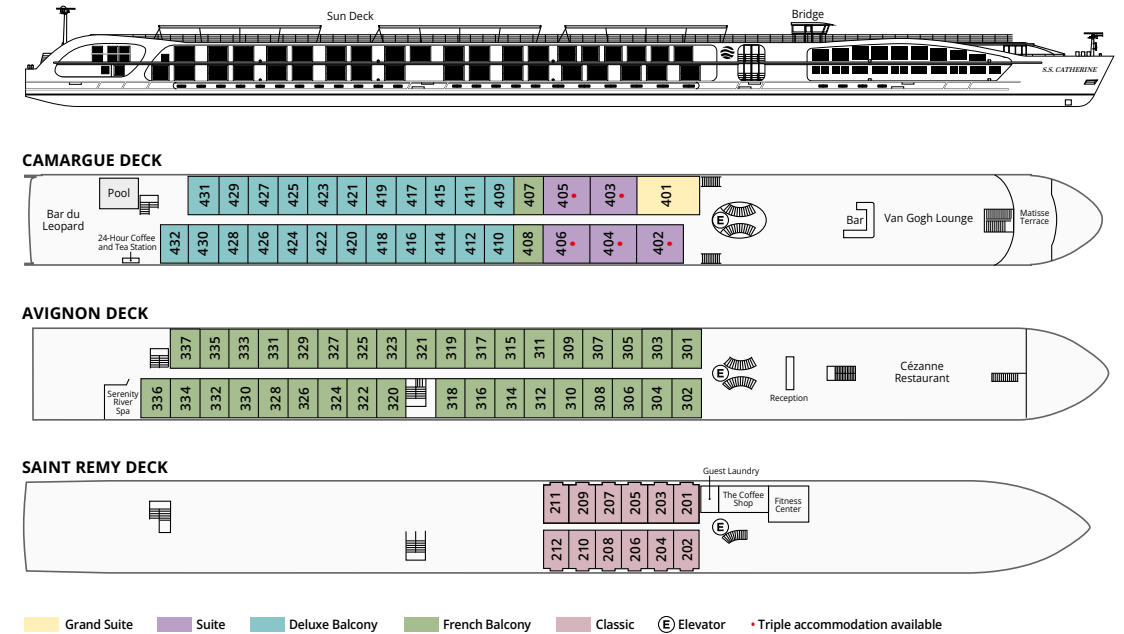 Sun Deck
Bridge
S.S. CATHERINE
CAMARGUE DECK
431 429 427 425 423 421 419 417 415 411 409 407 405 403 401
Pool
Bar du
Leopard
24-Hour Coffee
and Tea Station
432 430 428 426 424 422 420 418 416 414 412 410 408 406 404 402
E
Bar
Van Gogh Lounge
Matisse
Terrace
AVIGNON DECK
337 335 333 331 329 327 325 323 321 319 317 315 311 309 307 305 303 301
Serenity
River
Spa
336 334 332 330 328 326 324 322 320 318 316 314 312 310 308 306 304 302
E
Reception
Cézanne
Restaurant
SAINT REMY DECK
211 209 207 205 203 201
212 210 208 206 204 202
Guest Laundry
The Coffee
Shop
Fitness
Center
E
Grand Suite
Suite
Deluxe Balcony
French Balcony
Classic
E Elevator
• Triple accommodation available